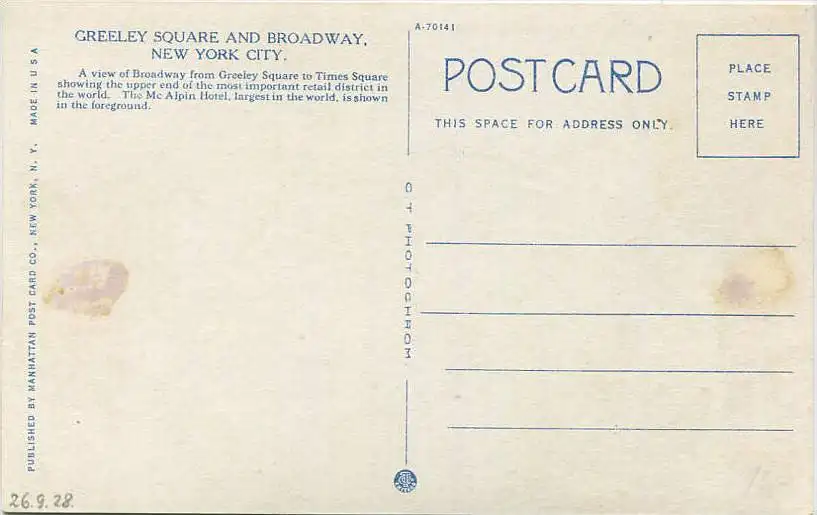 GREELEY SQUARE AND BROADWAY,
NEW YORK CITY.
A view of Broadway from Greeley Square to Times Square
showing the upper end of the most important retail district in
the world. The Mc Alpin Hotel, largest in the world, is shown
in the foreground.
PUBLISHED BY MANHATTAN POST CARD CO., NEW YORK, N. Y. MADE IN U S A
26.9.28.
A-70141
POST CARD
THIS SPACE FOR ADDRESS ONLY.
PLACE
STAMP
HERE